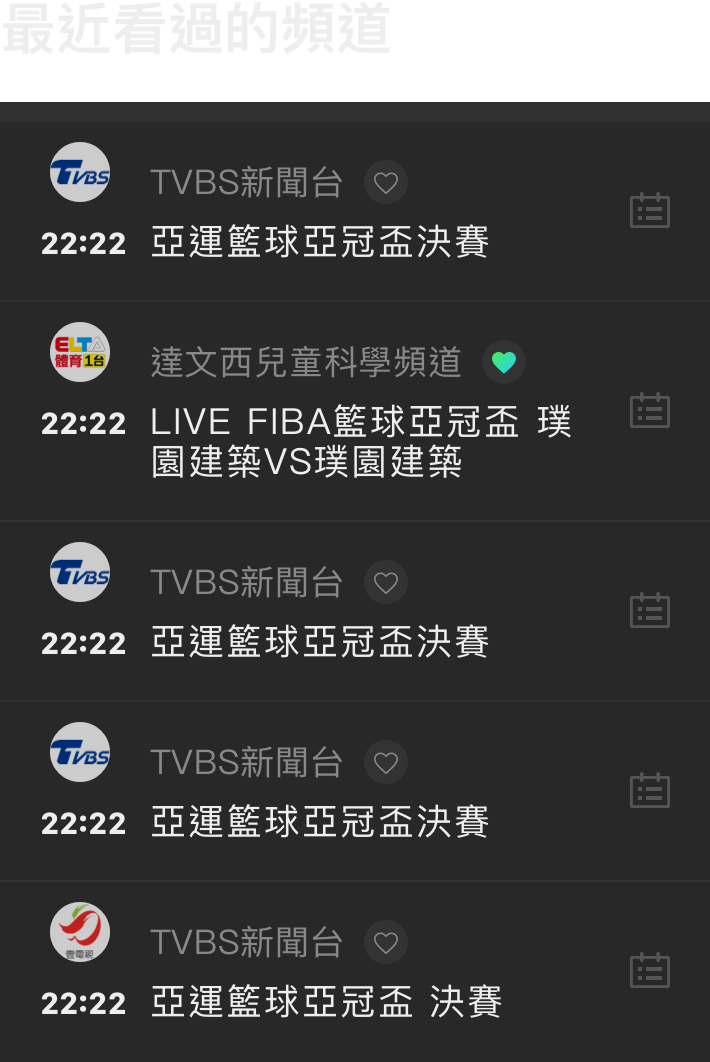 最近看過的頻道
TVBS
TVBS新聞台
22:22 亞運籃球亞冠盃決賽
ELTA
體育1台
達文西兒童科學頻道
22:22 LIVE FIBA籃球亞冠盃 璞
園建築VS璞園建築
TVBS
TVBS新聞台
22:22 亞運籃球亞冠盃決賽
TVBS
TVBS新聞台
22:22 亞運籃球亞冠盃決賽
壹電視
TVBS新聞台
22:22 亞運籃球亞冠盃 決賽